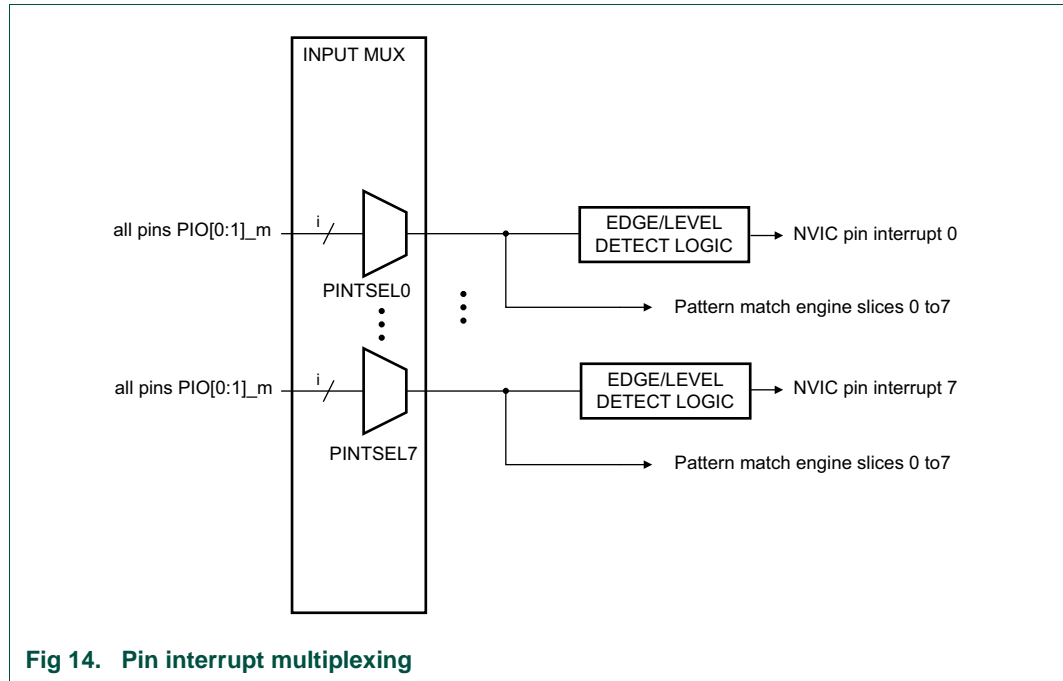 INPUT MUX
all pins PIO[0:1]_m
i
PINTSEL0
EDGE/LEVEL
DETECT LOGIC
NVIC pin interrupt 0
Pattern match engine slices 0 to7
all pins PIO[0:1]_m
i
PINTSEL7
EDGE/LEVEL
DETECT LOGIC
NVIC pin interrupt 7
Pattern match engine slices 0 to7
Fig 14. Pin interrupt multiplexing